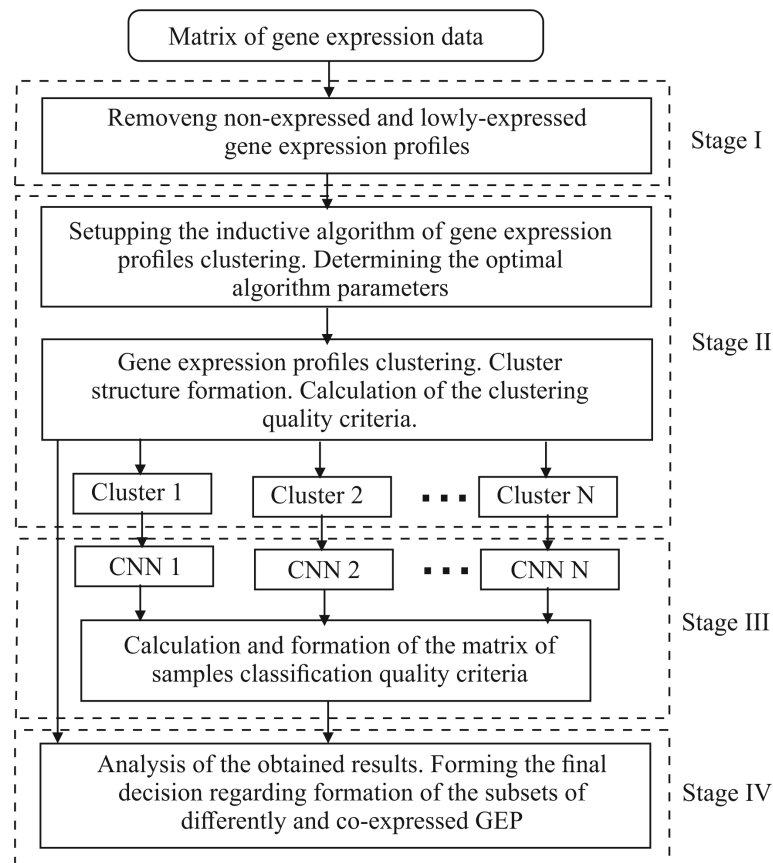 Matrix of gene expression data
Removeng non-expressed and lowly-expressed
gene expression profiles
Stage I
Setupping the inductive algorithm of gene expression
profiles clustering. Determining the optimal
algorithm parameters
Stage II
Gene expression profiles clustering. Cluster
structure formation. Calculation of the clustering
quality criteria.
Cluster 1
Cluster 2
Cluster N
CNN 1
CNN 2
CNN N
Stage III
Calculation and formation of the matrix of
samples classification quality criteria
Analysis of the obtained results. Forming the final
decision regarding formation of the subsets of
differently and co-expressed GEP
Stage IV